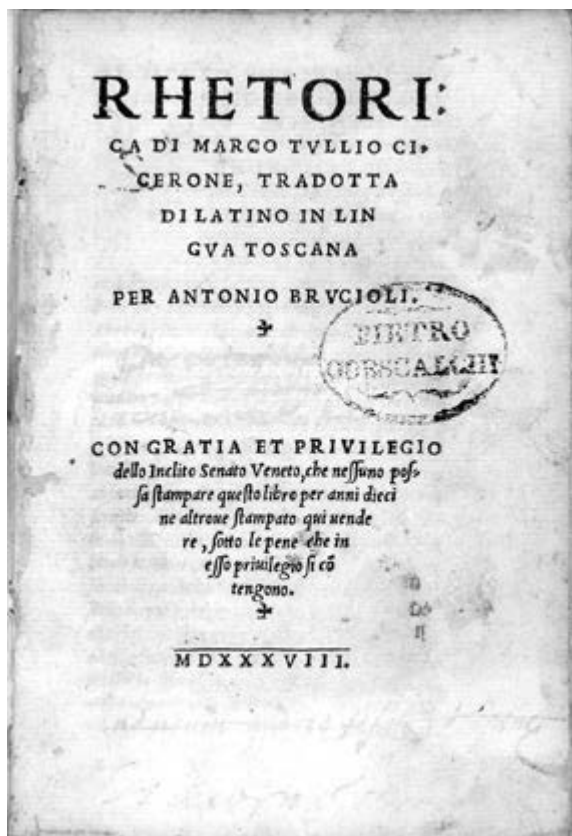 RHETORI:
CA DI MARCO TVLLIO CI:
CERONE, TRADOTTA
DI LATINO IN LIN
GVA TOSCANA
PER ANTONIO BRVCIOLI.
PIETRO
ODESCALCHI
CON GRATIA ET PRIVILEGIO
dello Inclito Senato Veneto, che neſſuno poſ-
ſa ſtampare queſto libro per anni dieci
ne altroue ſtampato qui uende
re, ſotto le pene che in
eſſo priuilegio ſi cõ
tengono.
MDXXXVIII.